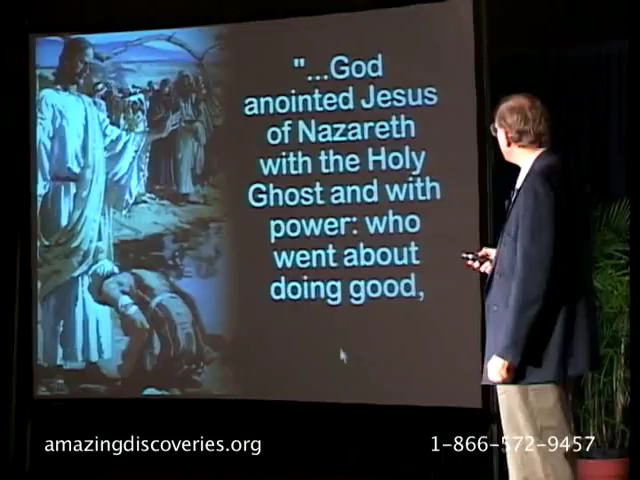 "...God
anointed Jesus
of Nazareth
with the Holy
Ghost and with
power: who
went about
doing good,
amazingdiscoveries.org
1-866-572-9457